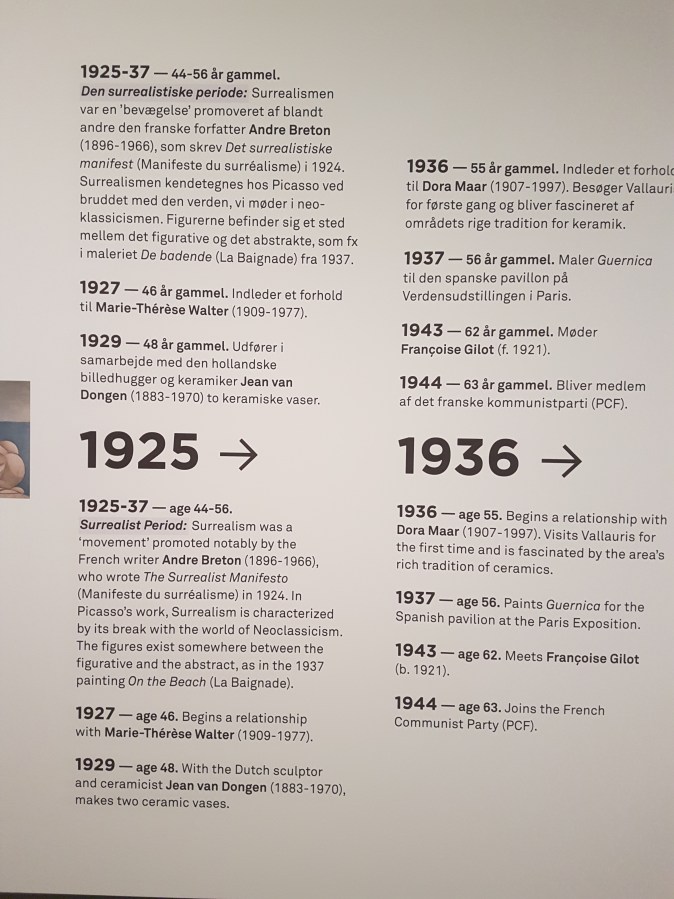 1925-37 — 44-56 år gammel.
Den surrealistiske periode: Surrealismen
var en 'bevægelse' promoveret af blandt
andre den franske forfatter Andre Breton
(1896-1966), som skrev Det surrealistiske
manifest (Manifeste du surréalisme) i 1924.
Surrealismen kendetegnes hos Picasso ved
bruddet med den verden, vi møder i neo-
klassicismen. Figurerne befinder sig et sted
mellem det figurative og det abstrakte, som fx
i maleriet De badende (La Baignade) fra 1937.
1927 — 46 år gammel. Indleder et forhold
til Marie-Thérèse Walter (1909-1977).
1929 — 48 år gammel. Udfører i
samarbejde med den hollandske
billedhugger og keramiker Jean van
Dongen (1883-1970) to keramiske vaser.
1925 →
1925-37 — age 44-56.
Surrealist Period: Surrealism was a
'movement' promoted notably by the
French writer Andre Breton (1896-1966),
who wrote The Surrealist Manifesto
(Manifeste du surréalisme) in 1924. In
Picasso's work, Surrealism is characterized
by its break with the world of Neoclassicism.
The figures exist somewhere between the
figurative and the abstract, as in the 1937
painting On the Beach (La Baignade).
1927 — age 46. Begins a relationship
with Marie-Thérèse Walter (1909-1977).
1929 — age 48. With the Dutch sculptor
and ceramicist Jean van Dongen (1883-1970),
makes two ceramic vases.
1936 — 55 år gammel. Indleder et forhold
til Dora Maar (1907-1997). Besøger Vallauris
for første gang og bliver fascineret af
områdets rige tradition for keramik.
1937 — 56 år gammel. Maler Guernica
til den spanske pavillon på
Verdensudstillingen i Paris.
1943 — 62 år gammel. Møder
Françoise Gilot (f. 1921).
1944 — 63 år gammel. Bliver medlem
af det franske kommunistparti (PCF).
1936 →
1936 — age 55. Begins a relationship with
Dora Maar (1907-1997). Visits Vallauris for
the first time and is fascinated by the area's
rich tradition of ceramics.
1937 — age 56. Paints Guernica for the
Spanish pavilion at the Paris Exposition.
1943 — age 62. Meets Françoise Gilot
(b. 1921).
1944 — age 63. Joins the French
Communist Party (PCF).